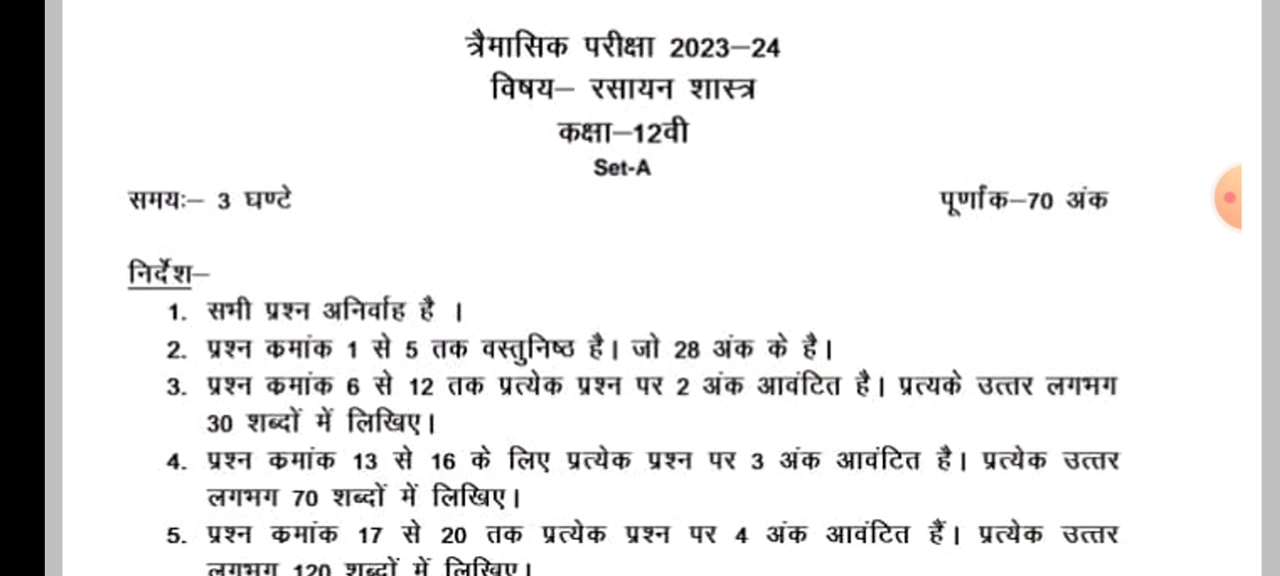 त्रैमासिक परीक्षा 2023–24
विषय– रसायन शास्त्र
कक्षा–12वी
Set-A
समयः– 3 घण्टे
पूर्णांक–70 अंक
निर्देश–
1. सभी प्रश्न अनिर्वाह है ।
2. प्रश्न कमांक 1 से 5 तक वस्तुनिष्ठ है। जो 28 अंक के है।
3. प्रश्न कमांक 6 से 12 तक प्रत्येक प्रश्न पर 2 अंक आवंटित है। प्रत्यके उत्तर लगभग
30 शब्दों में लिखिए।
4. प्रश्न कमांक 13 से 16 के लिए प्रत्येक प्रश्न पर 3 अंक आवंटित है। प्रत्येक उत्तर
लगभग 70 शब्दों में लिखिए।
5. प्रश्न कमांक 17 से 20 तक प्रत्येक प्रश्न पर 4 अंक आवंटित हैं। प्रत्येक उत्तर
लगभग 120 शब्दों में लिखिए।